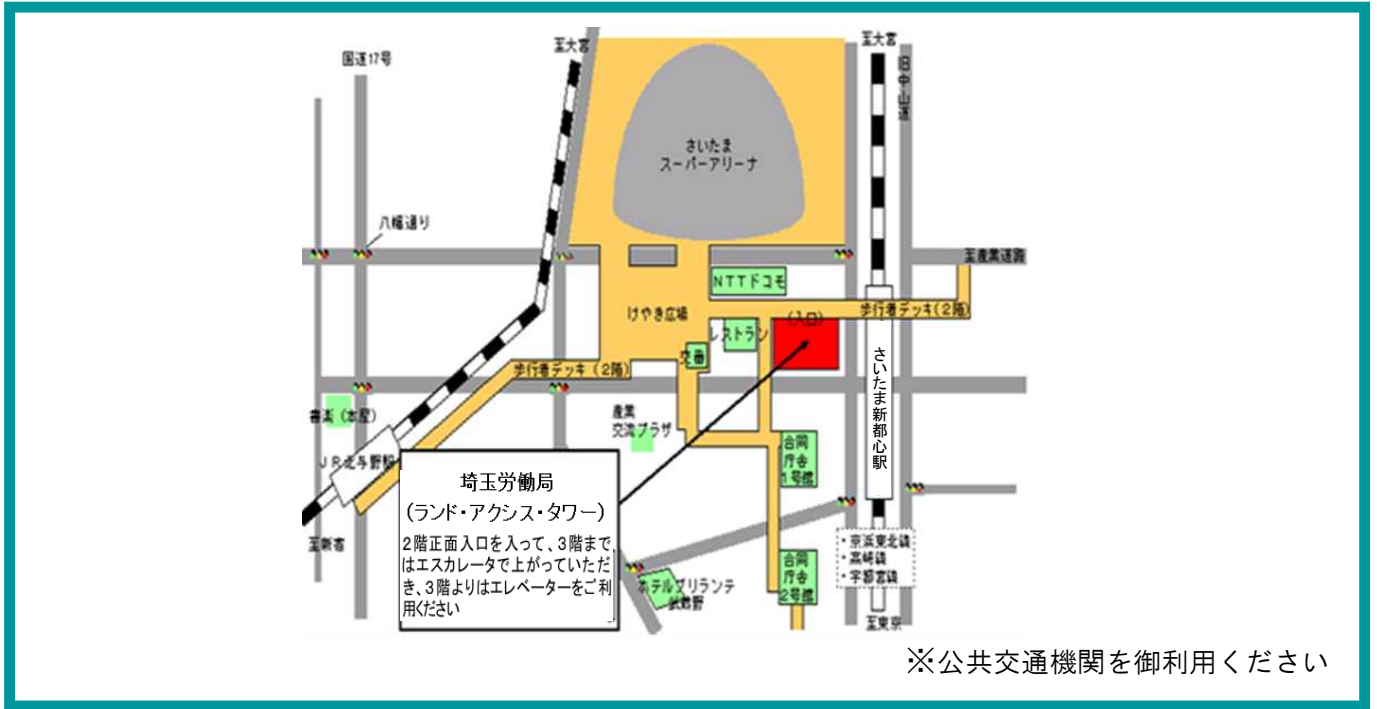 至大宮
至大宮
国道17号
旧中山道
さいたま
スーパーアリーナ
八幡通り
至産業道路
NTTドコモ
けやき広場
(入口)
歩行者デッキ(2階)
レストラン
交番
歩行者デッキ(2階)
さいたま新都心駅
書楽(本屋)
産業
交流プラザ
合同
庁舎
1号館
JR北与野駅
埼玉労働局
(ランド・アクシス・タワー)
2階正面入口を入って、3階まで
はエスカレータで上がっていただ
き、3階よりはエレベーターをご利
用ください
至新宿
・京浜東北線
・高崎線
・宇都宮線
合同
庁舎
2号館
ホテルブリランテ
武蔵野
至東京
※公共交通機関を御利用ください